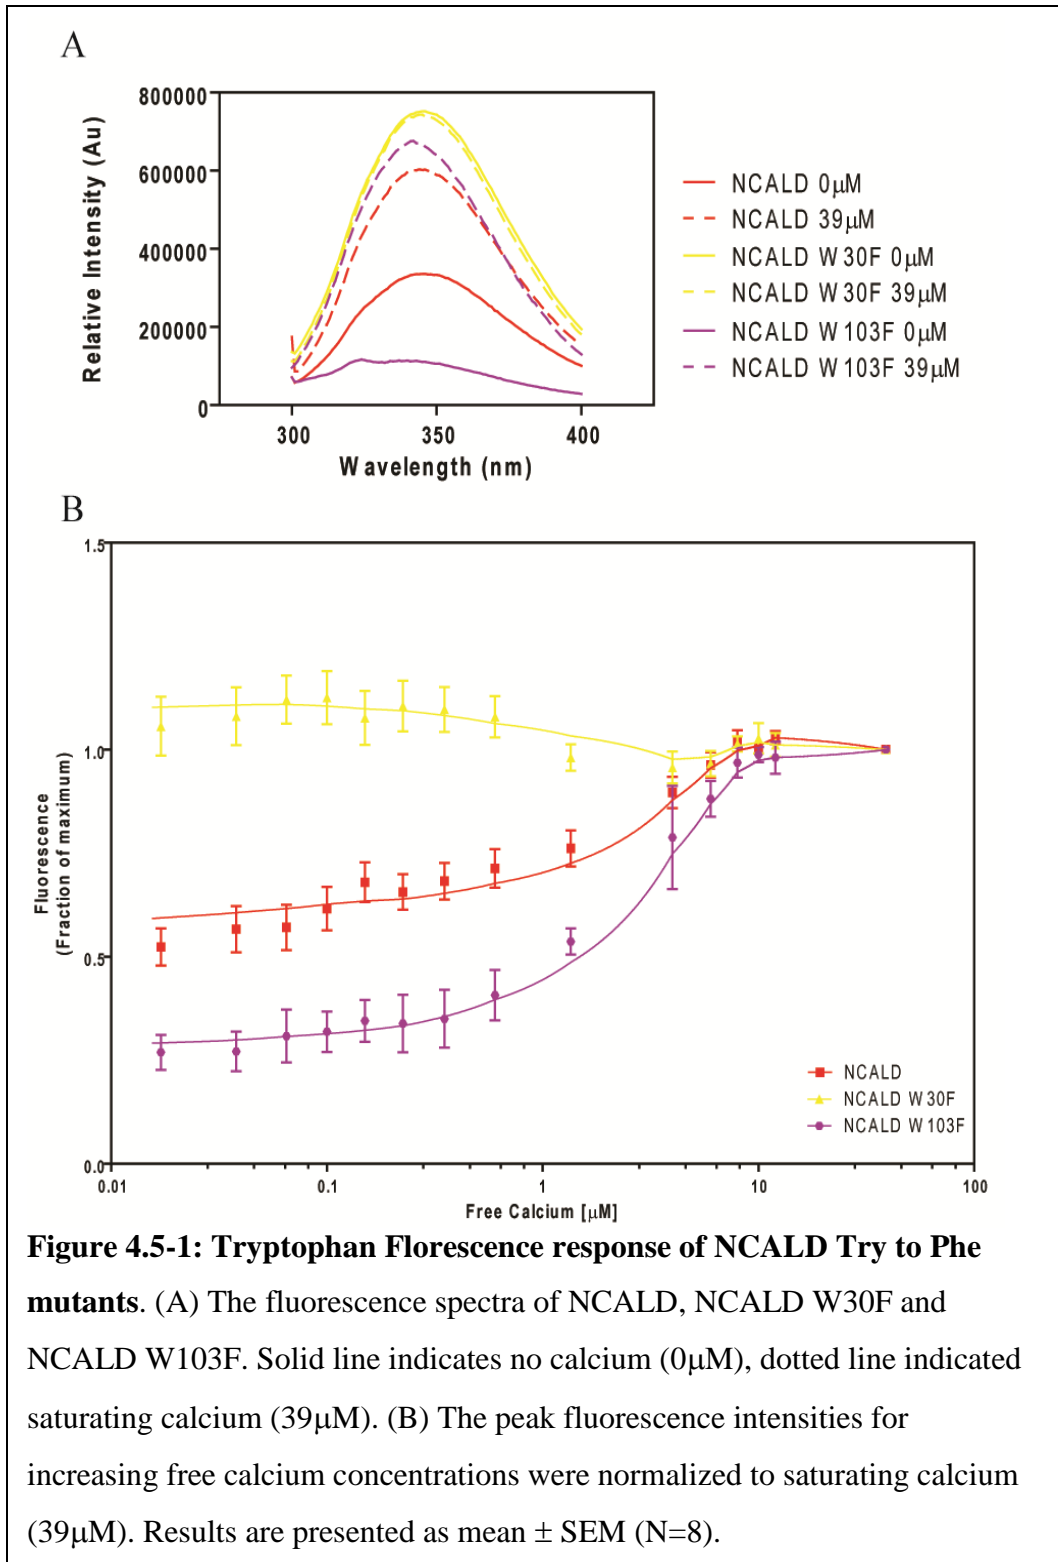 A
800000
600000
400000
200000
0
300
350
400
Relative Intensity (Au)
Wavelength (nm)
NCALD 0μM
NCALD 39μM
NCALD W30F 0μM
NCALD W30F 39μM
NCALD W103F 0μM
NCALD W103F 39μM
B
1.5
1.0
0.5
0.0
0.01
0.1
1
10
100
Fluorescence
(Fraction of maximum)
Free Calcium [μM]
NCALD
NCALD W30F
NCALD W103F
Figure 4.5-1: Tryptophan Florescence response of NCALD Try to Phe
mutants. (A) The fluorescence spectra of NCALD, NCALD W30F and
NCALD W103F. Solid line indicates no calcium (0μM), dotted line indicated
saturating calcium (39μM). (B) The peak fluorescence intensities for
increasing free calcium concentrations were normalized to saturating calcium
(39μM). Results are presented as mean ± SEM (N=8).